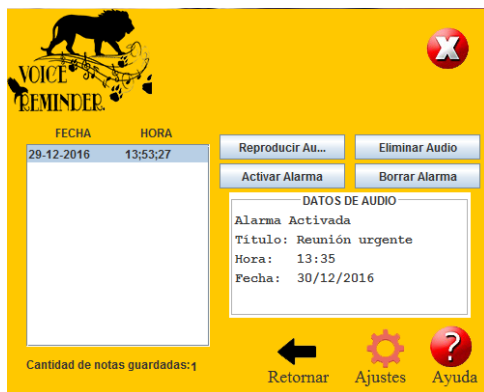 VOICE
REMINDER.
FECHA HORA
29-12-2016 13;53;27
Reproducir Au... Eliminar Audio
Activar Alarma Borrar Alarma
DATOS DE AUDIO
Alarma Activada
Título: Reunión urgente
Hora: 13:35
Fecha: 30/12/2016
Cantidad de notas guardadas:1
Retornar Ajustes Ayuda